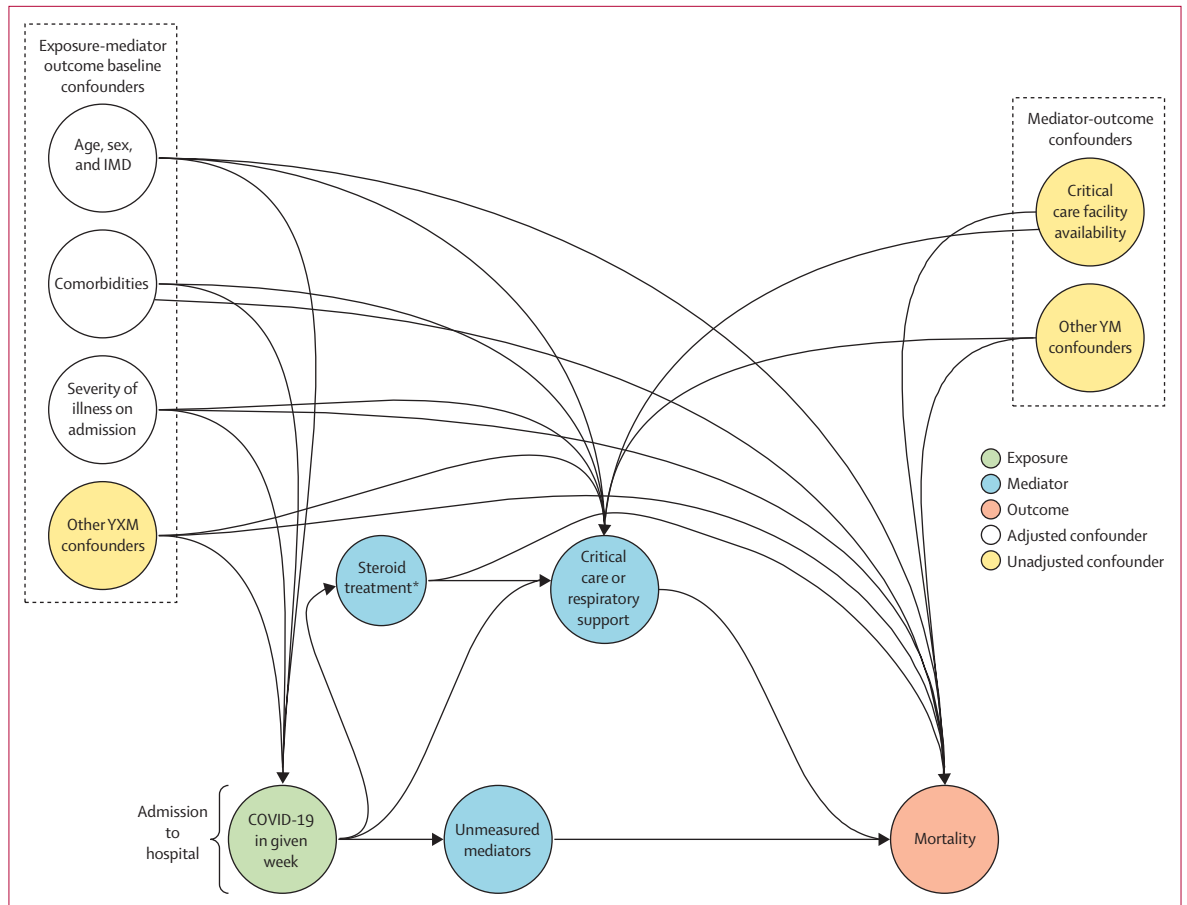 Exposure-mediator
outcome baseline
confounders
Age, sex,
and IMD
Comorbidities
Severity of
illness on
admission
Other YXM
confounders
Mediator-outcome
confounders
Critical
care facility
availability
Other YM
confounders
Exposure
Mediator
Outcome
Adjusted confounder
Unadjusted confounder
Steroid
treatment*
Critical
care or
respiratory
support
Admission
to
hospital
COVID-19
in given
week
Unmeasured
mediators
Mortality